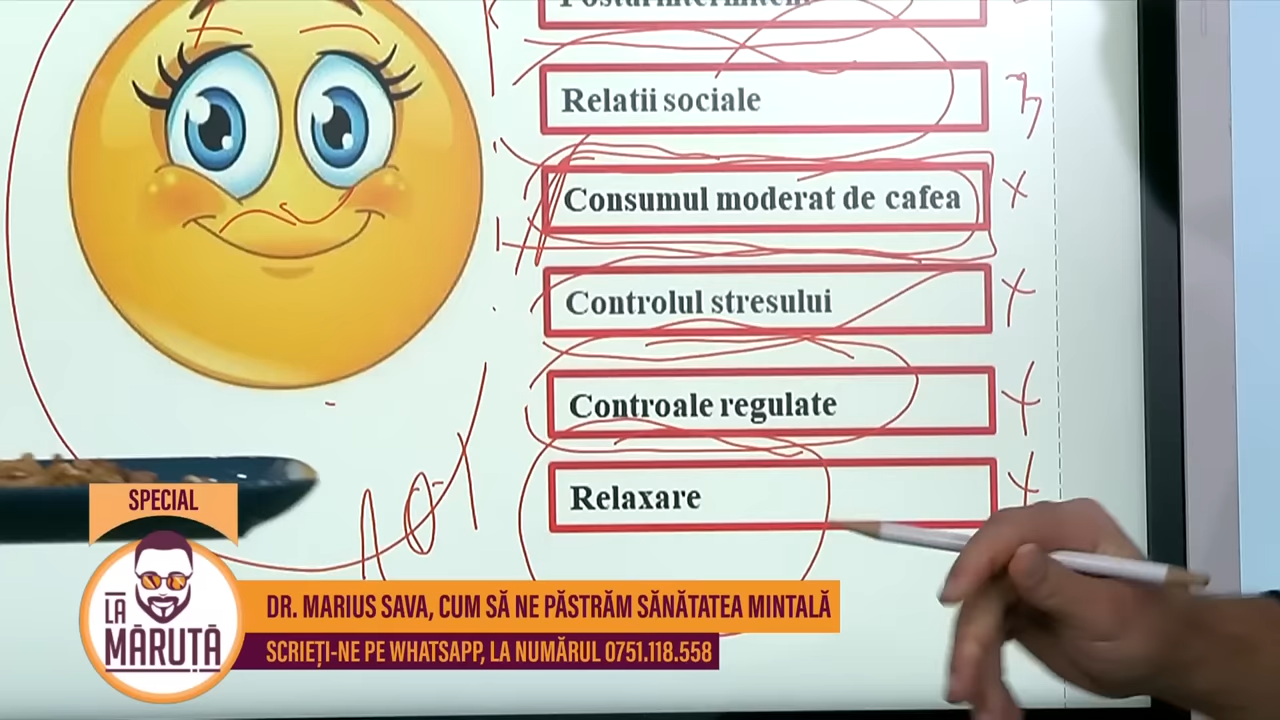 Relatii sociale
Consumul moderat de cafea
Controlul stresului
Controale regulate
Relaxare
SPECIAL
LA
MĂRUȚĂ
DR. MARIUS SAVA, CUM SĂ NE PĂSTRĂM SĂNĂTATEA MINTALĂ
SCRIEȚI-NE PE WHATSAPP, LA NUMĂRUL 0751.118.558